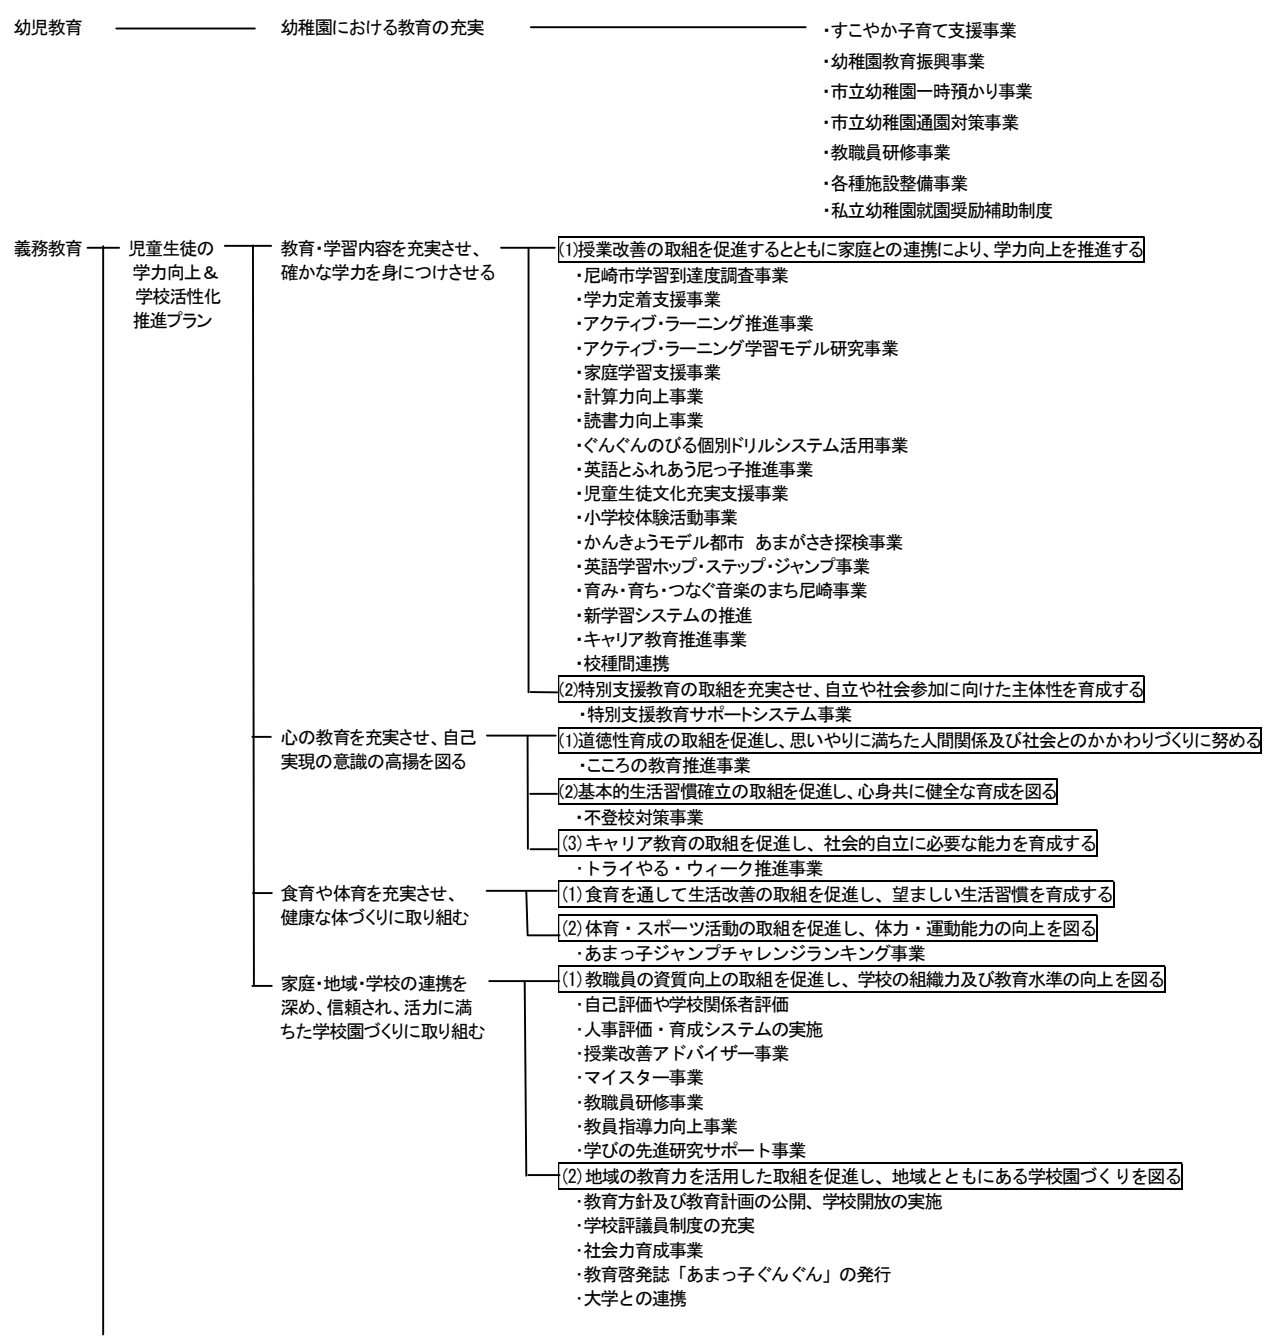 幼児教育
幼稚園における教育の充実
・すこやか子育て支援事業
・幼稚園教育振興事業
・市立幼稚園一時預かり事業
・市立幼稚園通園対策事業
・教職員研修事業
・各種施設整備事業
・私立幼稚園就園奨励補助制度
義務教育
児童生徒の
学力向上＆
学校活性化
推進プラン
教育・学習内容を充実させ、
確かな学力を身につけさせる
(1)授業改善の取組を促進するとともに家庭との連携により、学力向上を推進する
・尼崎市学習到達度調査事業
・学力定着支援事業
・アクティブ・ラーニング推進事業
・アクティブ・ラーニング学習モデル研究事業
・家庭学習支援事業
・計算力向上事業
・読書力向上事業
・ぐんぐんのびる個別ドリルシステム活用事業
・英語とふれあう尼っ子推進事業
・児童生徒文化充実支援事業
・小学校体験活動事業
・かんきょうモデル都市　あまがさき探検事業
・英語学習ホップ・ステップ・ジャンプ事業
・育み・育ち・つなぐ音楽のまち尼崎事業
・新学習システムの推進
・キャリア教育推進事業
・校種間連携
(2)特別支援教育の取組を充実させ、自立や社会参加に向けた主体性を育成する
・特別支援教育サポートシステム事業
心の教育を充実させ、自己
実現の意識の高揚を図る
(1)道徳性育成の取組を促進し、思いやりに満ちた人間関係及び社会とのかかわりづくりに努める
・こころの教育推進事業
(2)基本的生活習慣確立の取組を促進し、心身共に健全な育成を図る
・不登校対策事業
(3)キャリア教育の取組を促進し、社会的自立に必要な能力を育成する
・トライやる・ウィーク推進事業
食育や体育を充実させ、
健康な体づくりに取り組む
(1)食育を通して生活改善の取組を促進し、望ましい生活習慣を育成する
(2)体育・スポーツ活動の取組を促進し、体力・運動能力の向上を図る
・あまっ子ジャンプチャレンジランキング事業
家庭・地域・学校の連携を
深め、信頼され、活力に満
ちた学校園づくりに取り組む
(1)教職員の資質向上の取組を促進し、学校の組織力及び教育水準の向上を図る
・自己評価や学校関係者評価
・人事評価・育成システムの実施
・授業改善アドバイザー事業
・マイスター事業
・教職員研修事業
・教員指導力向上事業
・学びの先進研究サポート事業
(2)地域の教育力を活用した取組を促進し、地域とともにある学校園づくりを図る
・教育方針及び教育計画の公開、学校開放の実施
・学校評議員制度の充実
・社会力育成事業
・教育啓発誌「あまっ子ぐんぐん」の発行
・大学との連携